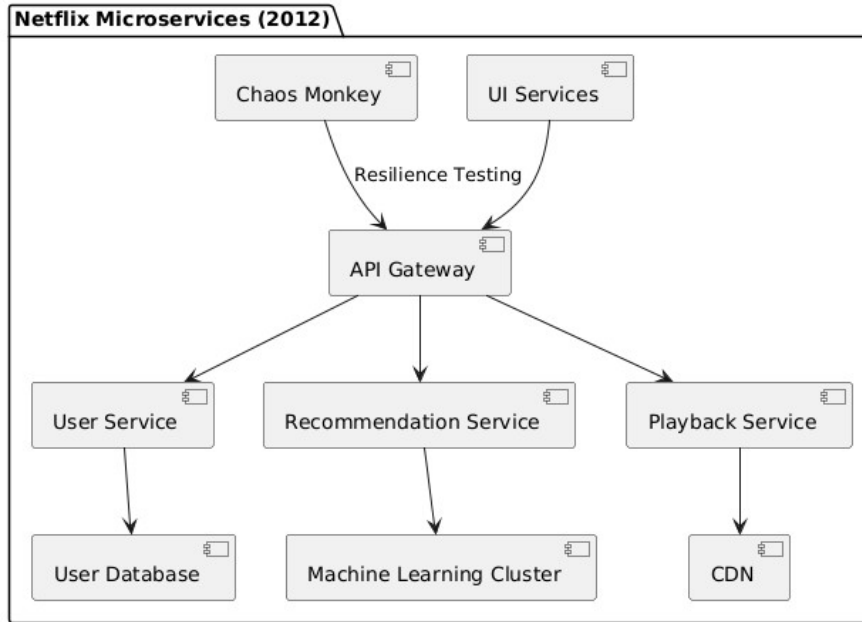 Netflix Microservices (2012)
Chaos Monkey
UI Services
Resilience Testing
API Gateway
User Service
Recommendation Service
Playback Service
User Database
Machine Learning Cluster
CDN